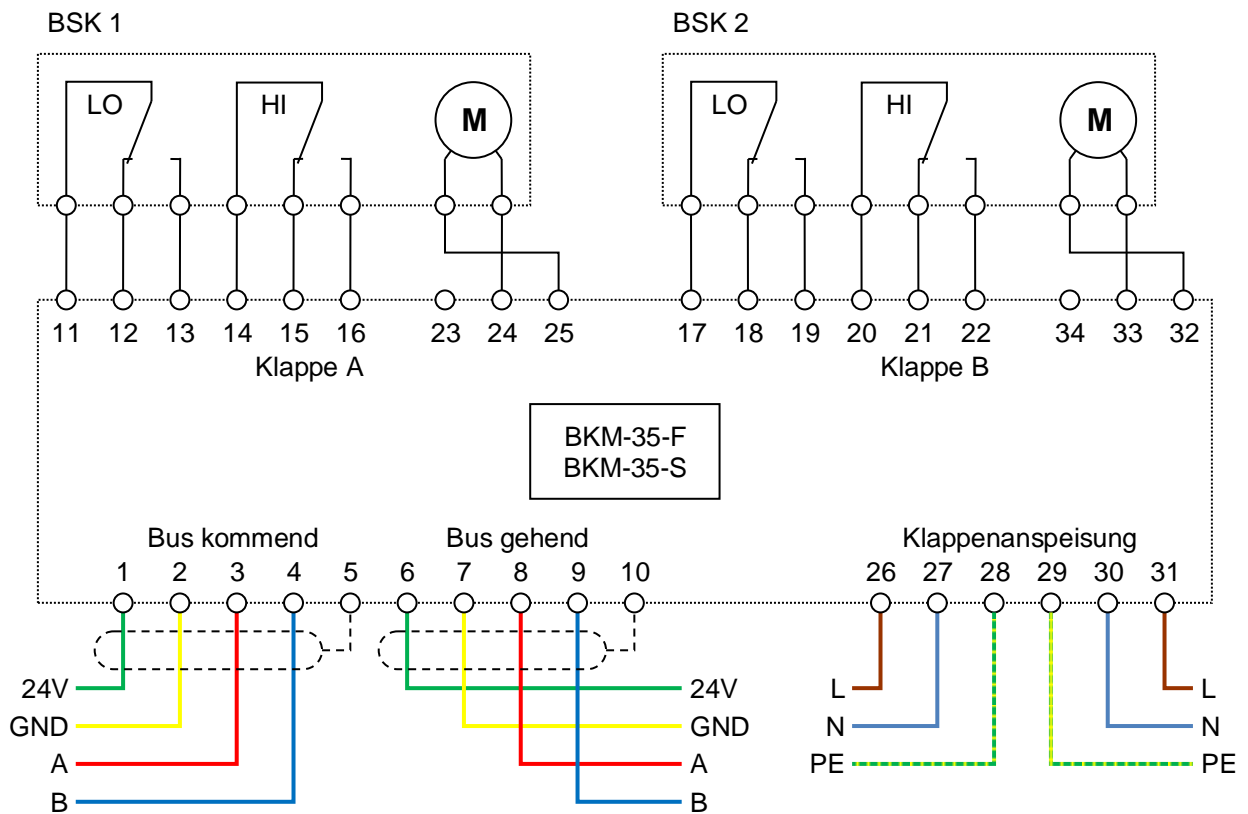 BSK 1 BSK 2
LO HI M LO HI M
11 12 13 14 15 16 23 24 25 17 18 19 20 21 22 34 33 32
Klappe A Klappe B
BKM-35-F
BKM-35-S
Bus kommend Bus gehend Klappenanspeisung
1 2 3 4 5 6 7 8 9 10 26 27 28 29 30 31
24V 24V L L
GND GND N N
A A PE PE
B B